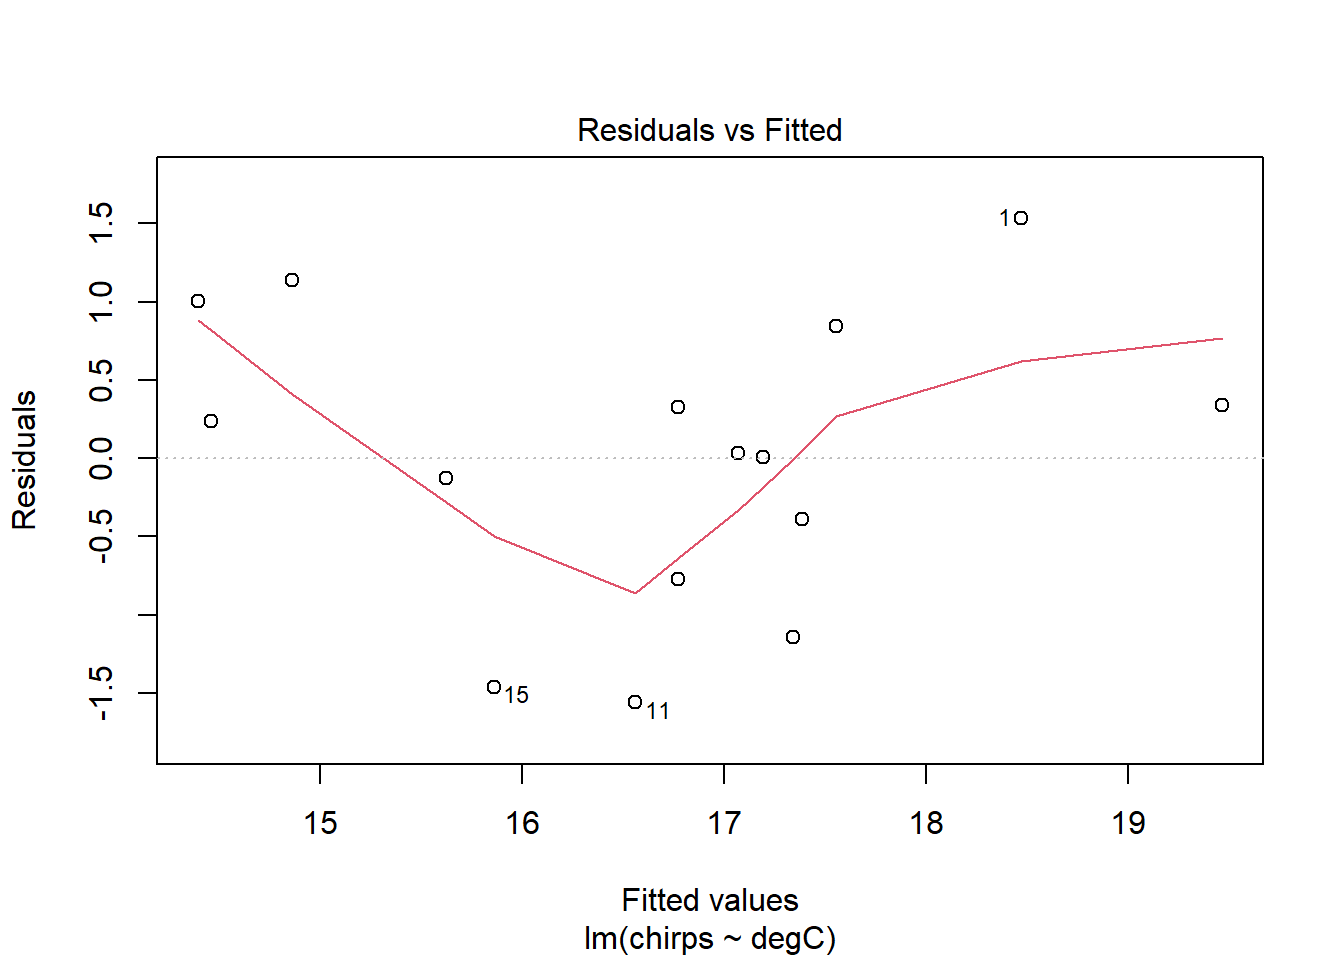 Residuals vs Fitted
Residuals
1.5
1.0
0.5
0.0
-0.5
-1.5
1
15
11
15 16 17 18 19
Fitted values
lm(chirps ~ degC)